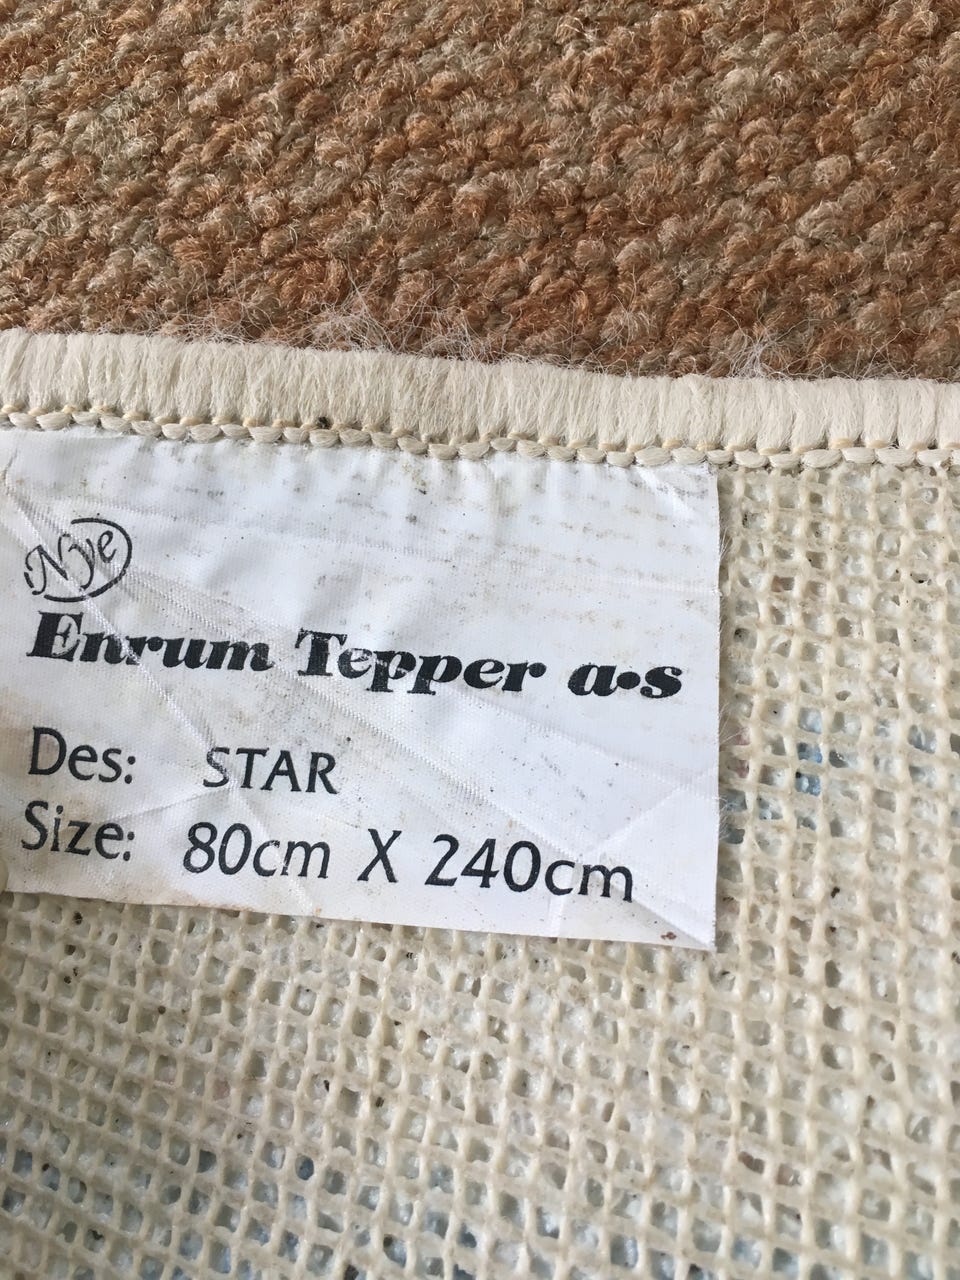 Nye
Enrum Tepper a•s
Des: STAR
Size: 80cm X 240cm